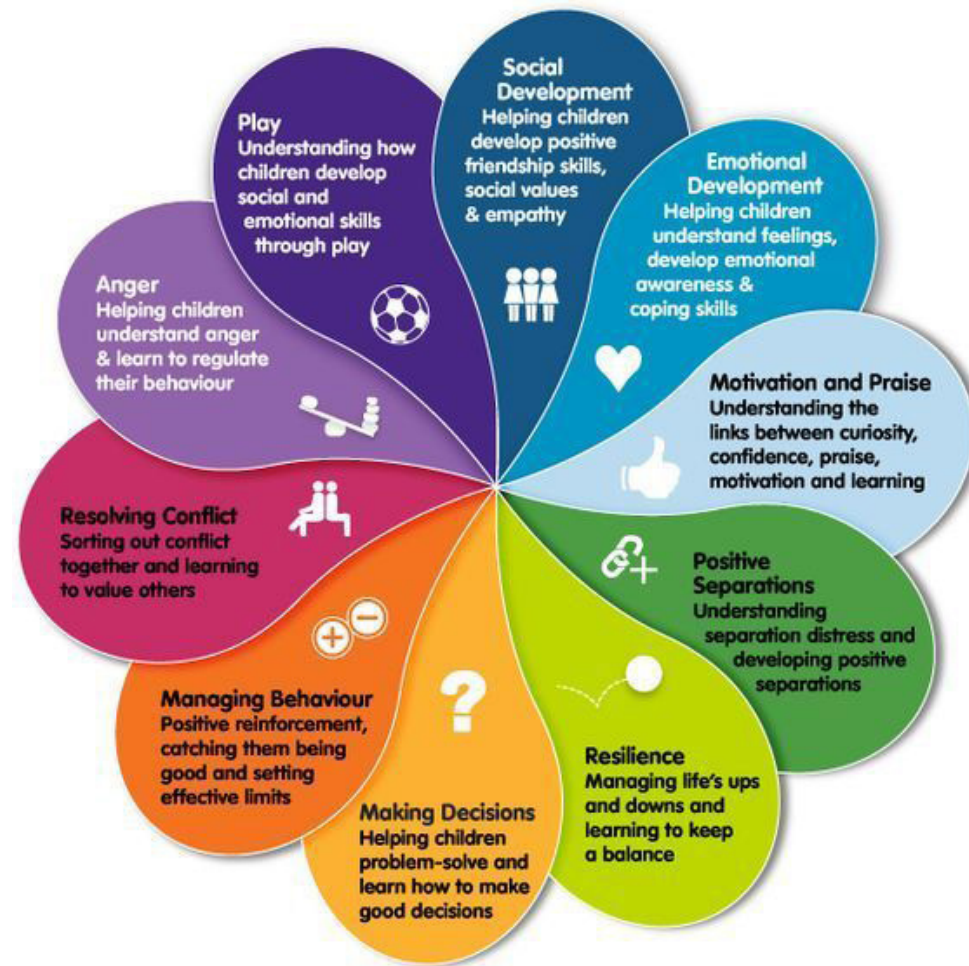 Social
Development
Helping children
develop positive
friendship skills,
social values
& empathy
Emotional
Development
Helping children
understand feelings,
develop emotional
awareness &
coping skills
Motivation and Praise
Understanding the
links between curiosity,
confidence, praise,
motivation and learning
Positive
Separations
Understanding
separation distress and
developing positive
separations
Resilience
Managing life's ups
and downs and
learning to keep
a balance
Making Decisions
Helping children
problem-solve and
learn how to make
good decisions
Managing Behaviour
Positive reinforcement,
catching them being
good and setting
effective limits
Resolving Conflict
Sorting out conflict
together and learning
to value others
Anger
Helping children
understand anger
& learn to regulate
their behaviour
Play
Understanding how
children develop
social and
emotional skills
through play